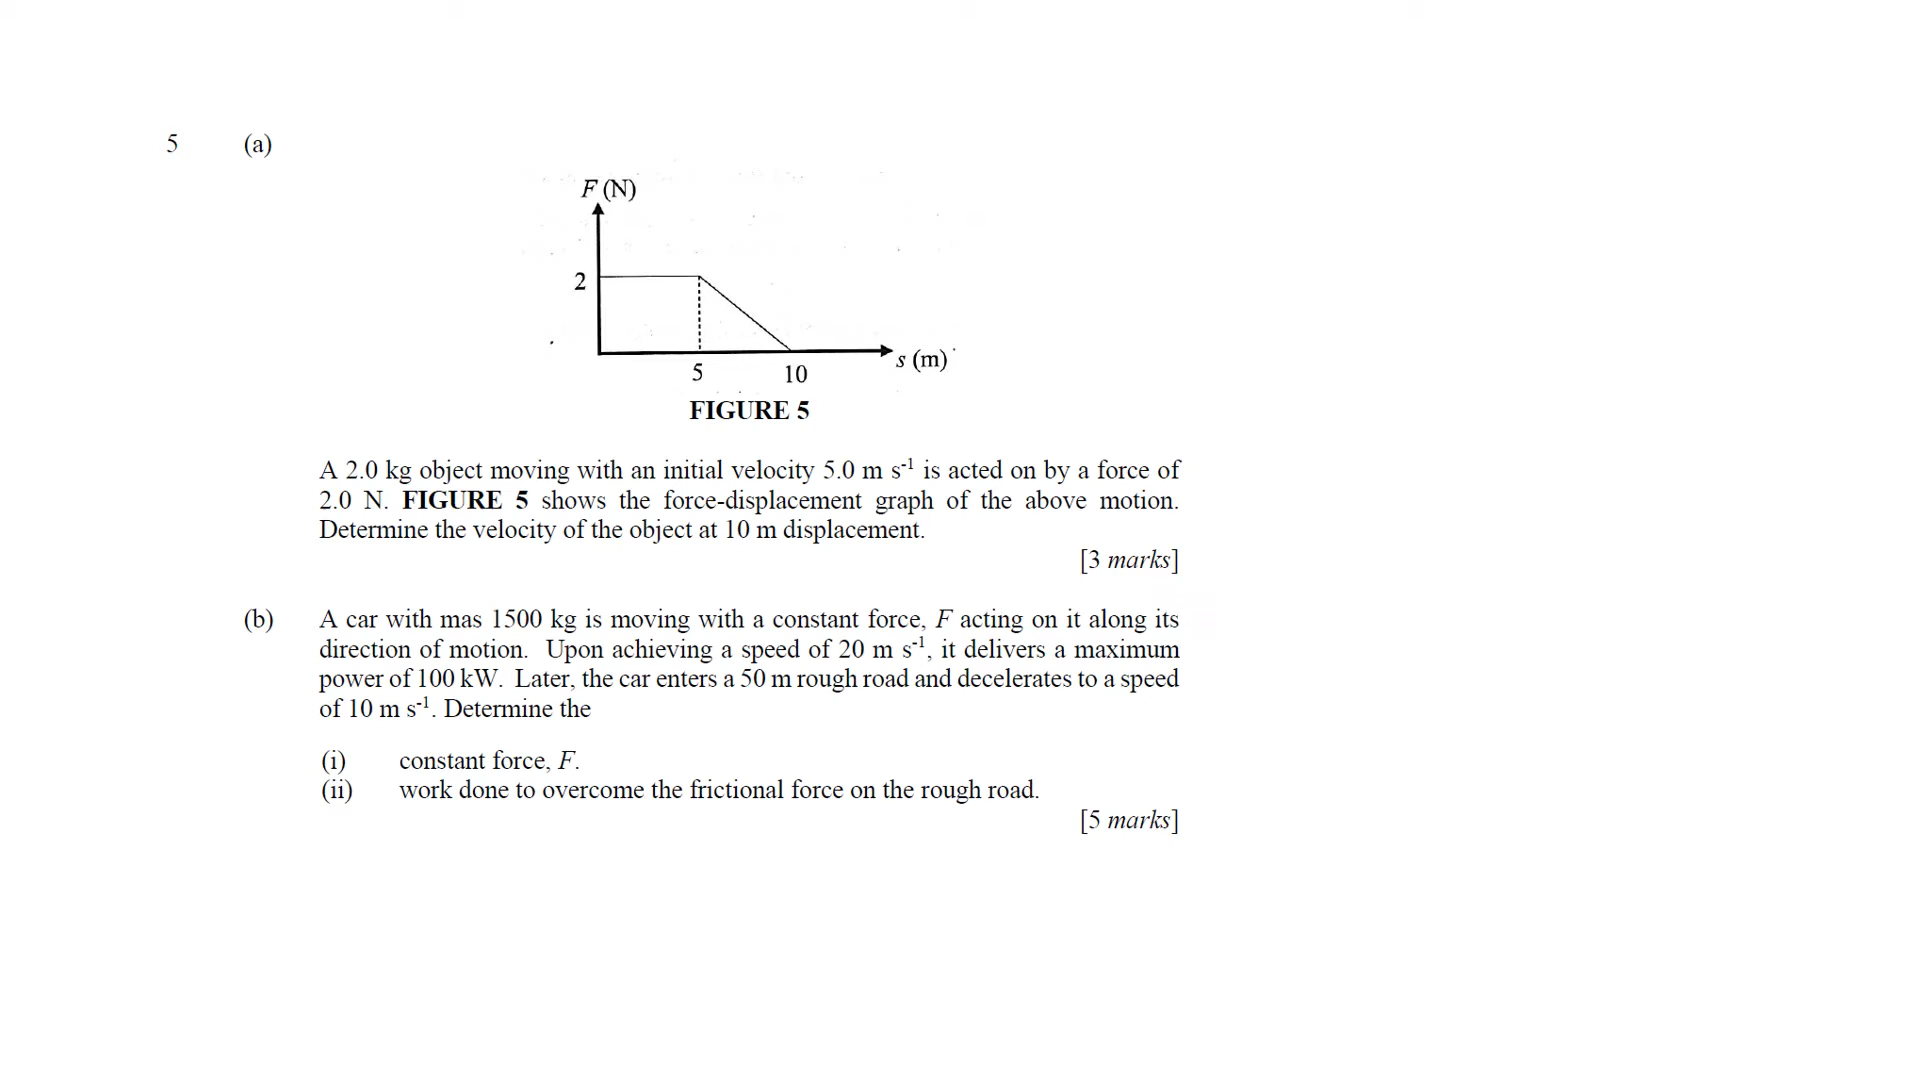 5 (a)
F (N)
2
5 10 s (m)
FIGURE 5
A 2.0 kg object moving with an initial velocity 5.0 m s⁻¹ is acted on by a force of
2.0 N. FIGURE 5 shows the force-displacement graph of the above motion.
Determine the velocity of the object at 10 m displacement.
[3 marks]
(b) A car with mas 1500 kg is moving with a constant force, F acting on it along its
direction of motion. Upon achieving a speed of 20 m s⁻¹, it delivers a maximum
power of 100 kW. Later, the car enters a 50 m rough road and decelerates to a speed
of 10 m s⁻¹. Determine the
(i) constant force, F.
(ii) work done to overcome the frictional force on the rough road.
[5 marks]